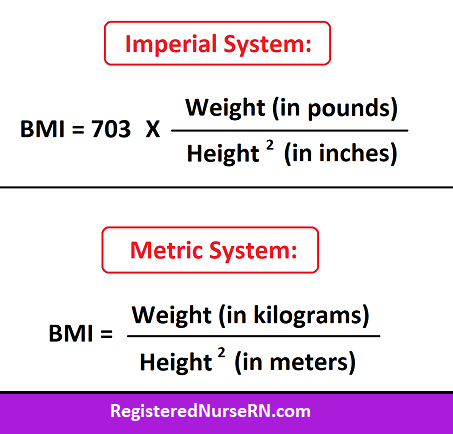 Imperial System:
Weight (in pounds)
BMI = 703 X
Height ² (in inches)
Metric System:
Weight (in kilograms)
BMI =
Height ² (in meters)
RegisteredNurseRN.com